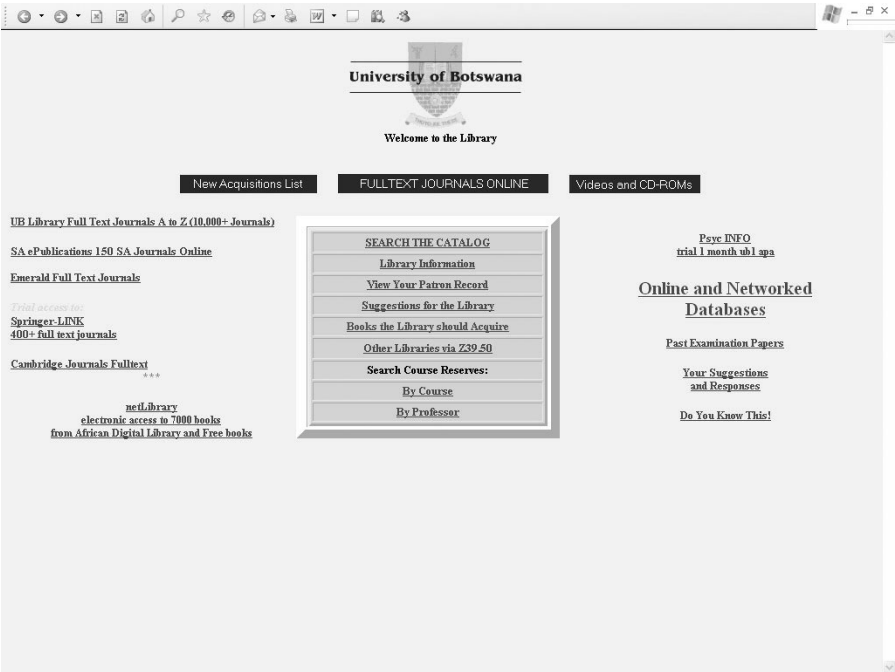 University of Botswana
Welcome to the Library
New Acquisitions List
FULLTEXT JOURNALS ONLINE
Videos and CD-ROMs
UB Library Full Text Journals A to Z (10,000+ Journals)
SA ePublications 150 SA Journals Online
Emerald Full Text Journals
Trial access to:
Springer-LINK
400+ full text journals
Cambridge Journals Fulltext
***
netLibrary
electronic access to 7000 books
from African Digital Library and Free books
SEARCH THE CATALOG
Library Information
View Your Patron Record
Suggestions for the Library
Books the Library should Acquire
Other Libraries via Z39.50
Search Course Reserves:
By Course
By Professor
Psyc INFO
trial 1 month ub1 apa
Online and Networked
Databases
Past Examination Papers
Your Suggestions
and Responses
Do You Know This!